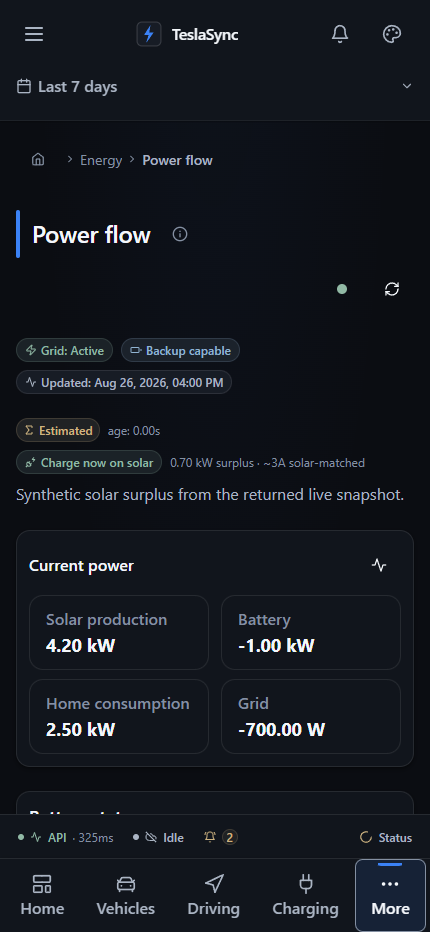 TeslaSync
Last 7 days
Energy Power flow
Power flow
Grid: Active
Backup capable
Updated: Aug 26, 2026, 04:00 PM
Estimated age: 0.00s
Charge now on solar 0.70 kW surplus · ~3A solar-matched
Synthetic solar surplus from the returned live snapshot.
Current power
Solar production
4.20 kW
Battery
-1.00 kW
Home consumption
2.50 kW
Grid
-700.00 W
API · 325ms Idle 2 Status
Home Vehicles Driving Charging More